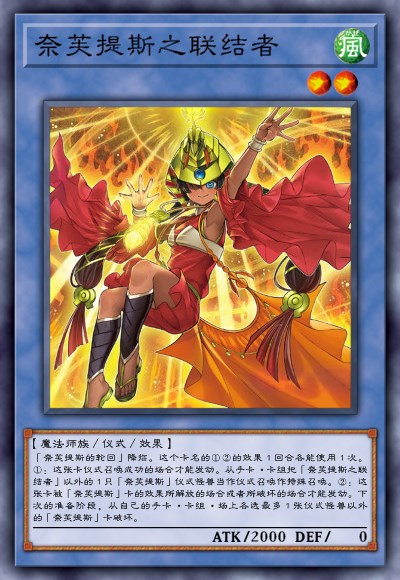 奈芙提斯之联结者
風
【魔法师族/仪式/效果】
「奈芙提斯的轮回」降临。这个卡名的①②的效果1回合各能使用1次。
①：这张卡仪式召唤成功的场合才能发动。从手卡·卡组把「奈芙提斯之联
结者」以外的1只「奈芙提斯」仪式怪兽当作仪式召唤作特殊召唤。②：这
张卡被「奈芙提斯」卡的效果所解放的场合或者所破坏的场合才能发动。下
次的准备阶段，从自己的手卡·卡组·场上各选最多1张仪式怪兽以外
的「奈芙提斯」卡破坏。
ATK/2000 DEF/ 0